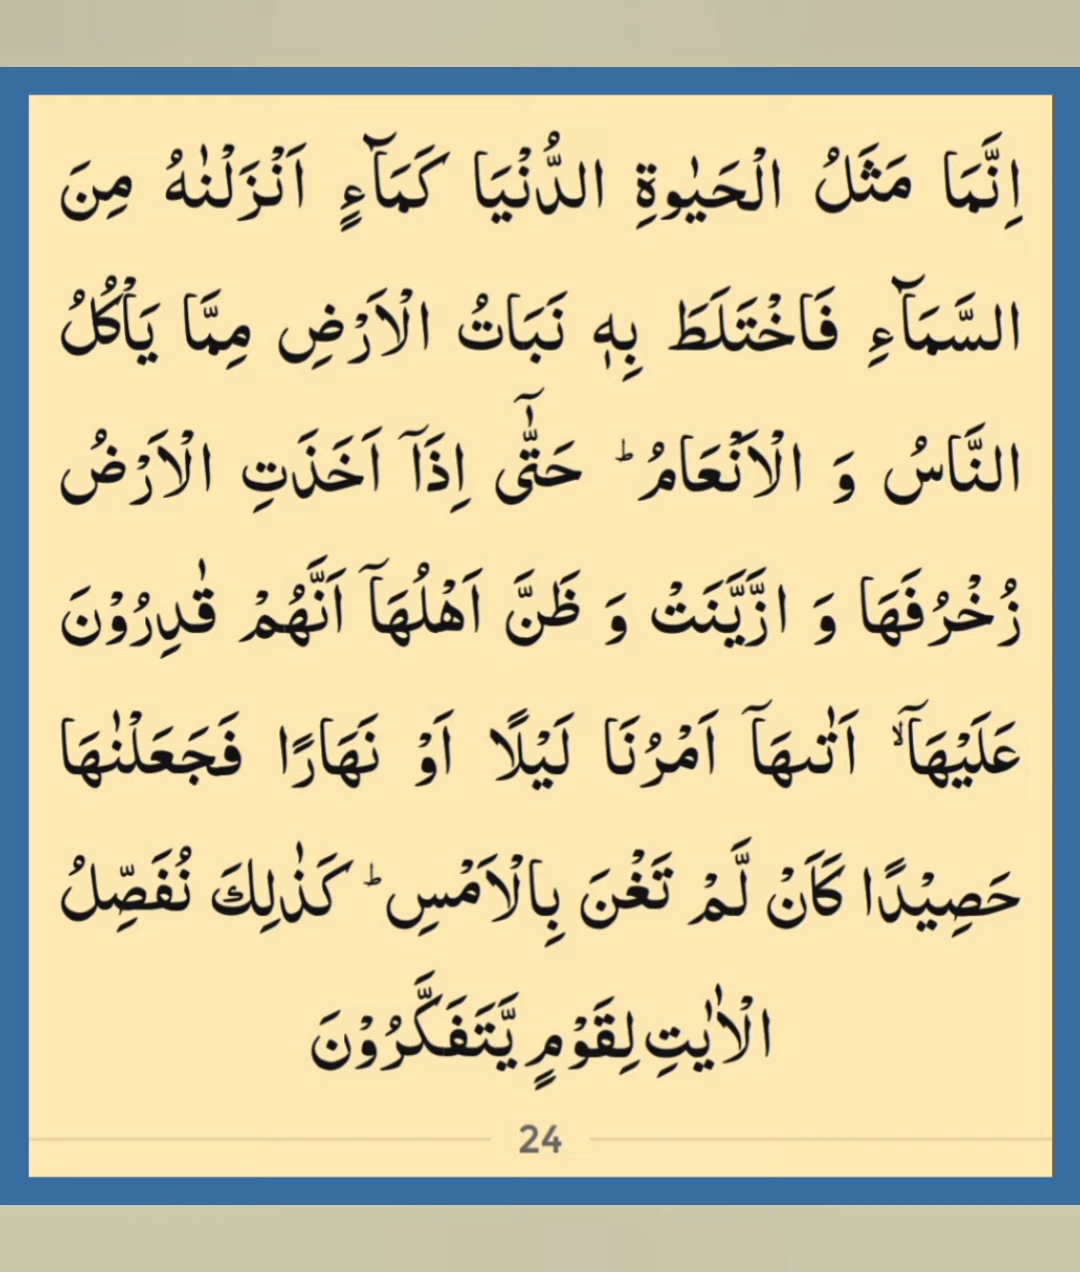 اِنَّمَا مَثَلُ الْحَيٰوةِ الدُّنْيَا كَمَآءٍ اَنْزَلْنٰهُ مِنَ
السَّمَآءِ فَاخْتَلَطَ بِهٖ نَبَاتُ الْاَرْضِ مِمَّا يَاْكُلُ
النَّاسُ وَ الْاَنْعَامُ ؕ حَتّٰۤى اِذَاۤ اَخَذَتِ الْاَرْضُ
زُخْرُفَهَا وَ ازَّيَّنَتْ وَ ظَنَّ اَهْلُهَاۤ اَنَّهُمْ قٰدِرُوْنَ
عَلَيْهَاۤ ۙ اَتٰىهَاۤ اَمْرُنَا لَيْلًا اَوْ نَهَارًا فَجَعَلْنٰهَا
حَصِيْدًا كَاَنْ لَّمْ تَغْنَ بِالْاَمْسِ ؕ كَذٰلِكَ نُفَصِّلُ
الْاٰيٰتِ لِقَوْمٍ يَّتَفَكَّرُوْنَ
24